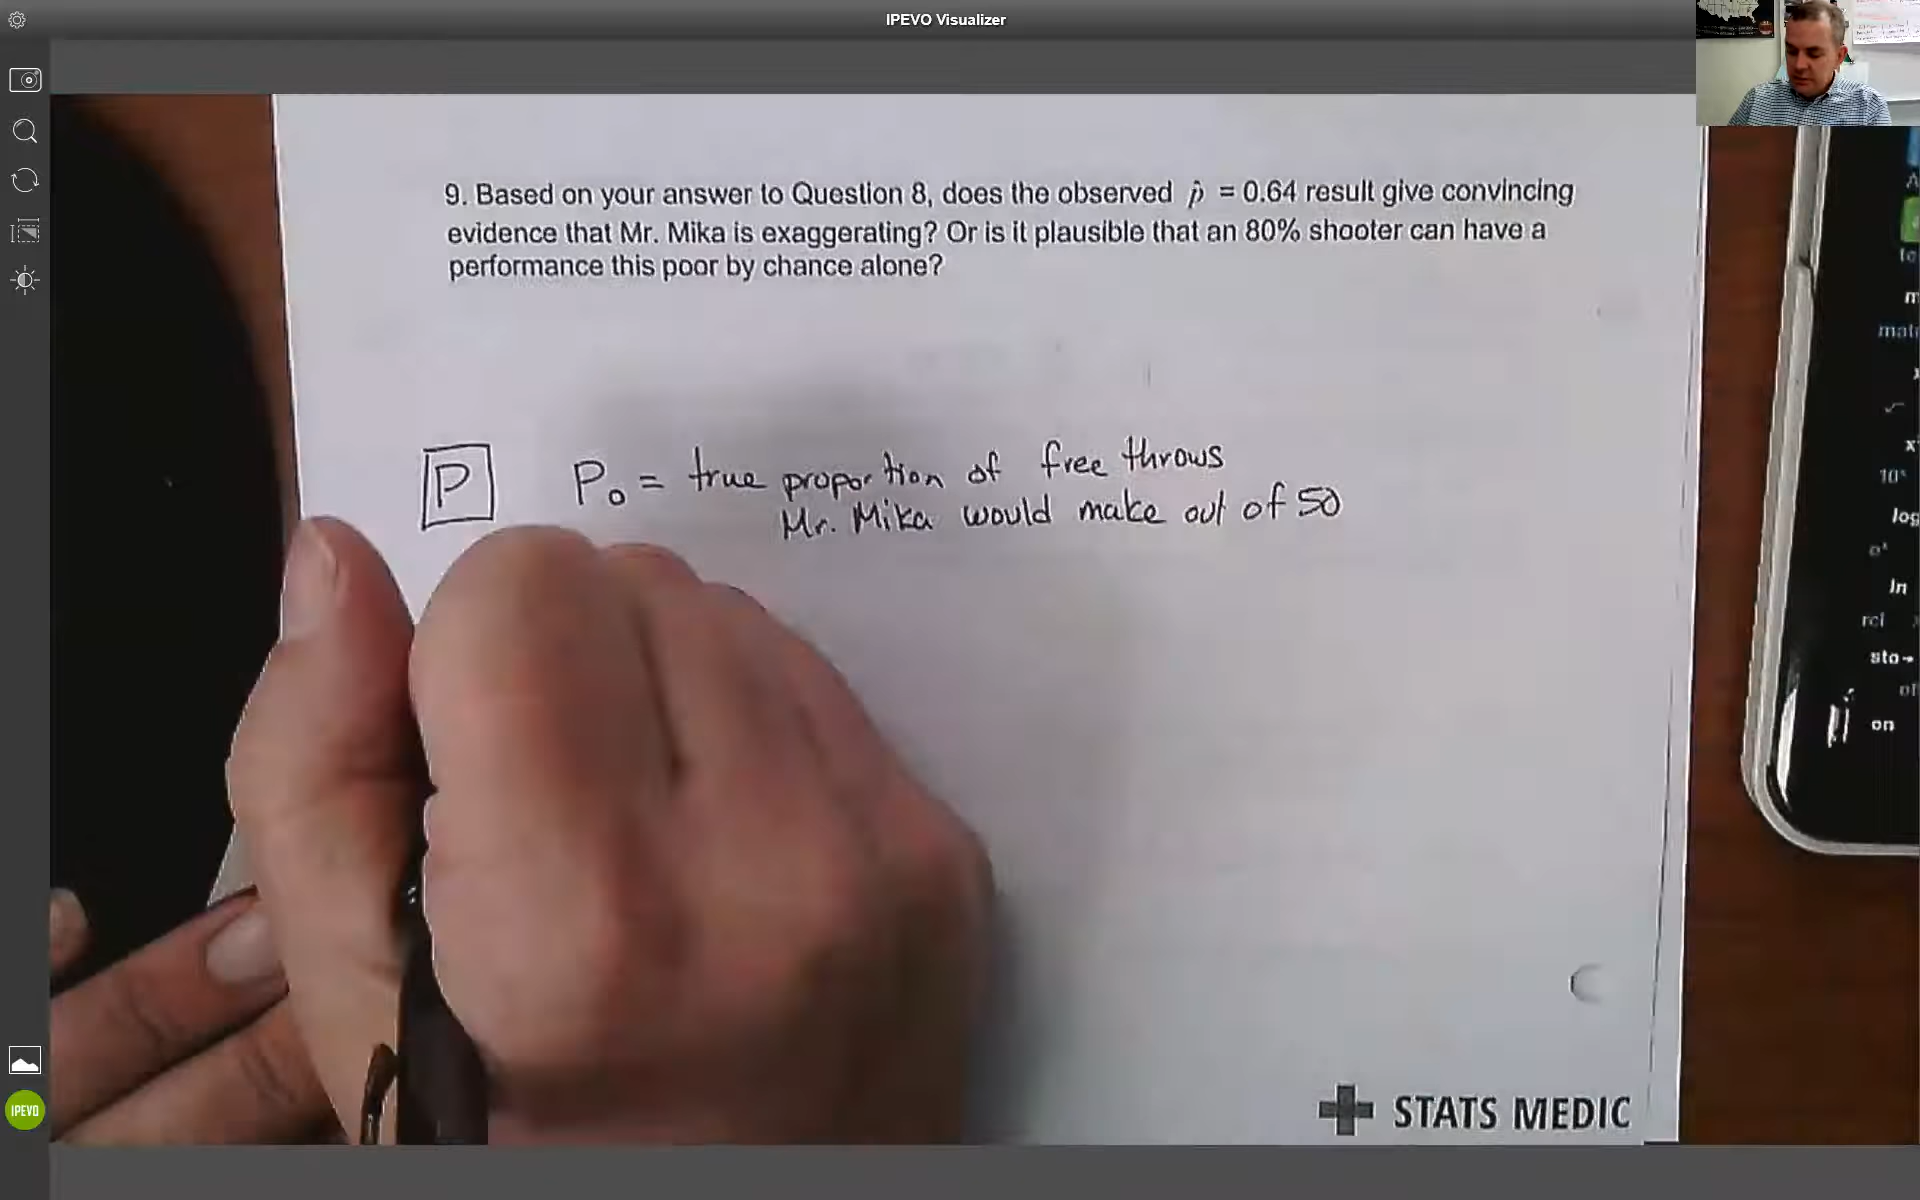 IPEVO Visualizer
9. Based on your answer to Question 8, does the observed p̂ = 0.64 result give convincing
evidence that Mr. Mika is exaggerating? Or is it plausible that an 80% shooter can have a
performance this poor by chance alone?
P P₀ = true proportion of free throws
Mr. Mika would make out of 50
10ˣ
log
ln
rcl
sto→
on
IPEVO
STATS MEDIC